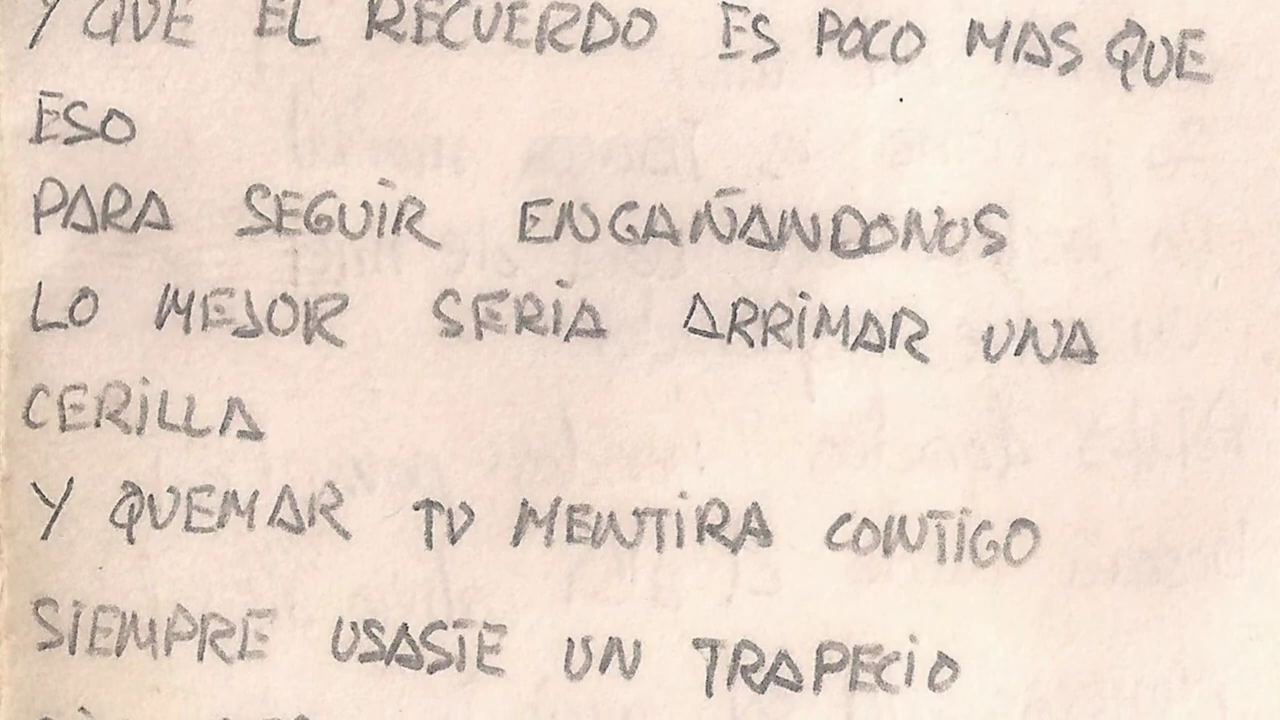 Y QUE EL RECUERDO ES POCO MAS QUE
ESO
PARA SEGUIR ENGAÑANDONOS
LO MEJOR SERIA ARRIMAR UNA
CERILLA
Y QUEMAR TU MENTIRA CONTIGO
SIEMPRE USASTE UN TRAPECIO